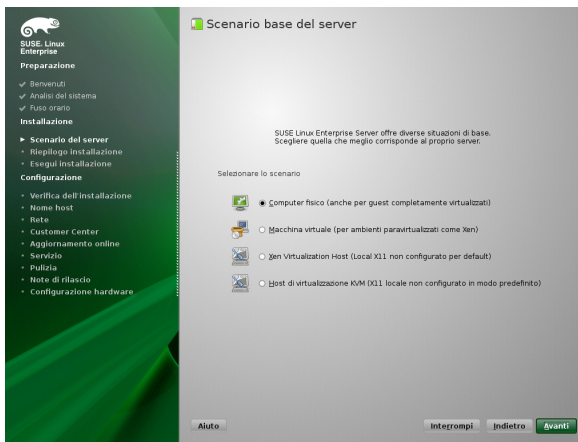 SUSE. Linux
Enterprise
Preparazione
Benvenuti
Analisi del sistema
Fuso orario
Installazione
Scenario del server
Riepilogo installazione
Esegui installazione
Configurazione
Verifica dell'installazione
Nome host
Rete
Customer Center
Aggiornamento online
Servizio
Pulizia
Note di rilascio
Configurazione hardware
Scenario base del server
SUSE Linux Enterprise Server offre diverse situazioni di base.
Scegliere quella che meglio corrisponde al proprio server.
Selezionare lo scenario
Computer fisico (anche per guest completamente virtualizzati)
Macchina virtuale (per ambienti paravirtualizzati come Xen)
Xen Virtualization Host (Local X11 non configurato per default)
Host di virtualizzazione KVM (X11 locale non configurato in modo predefinito)
Aiuto
Interrompi
Indietro
Avanti